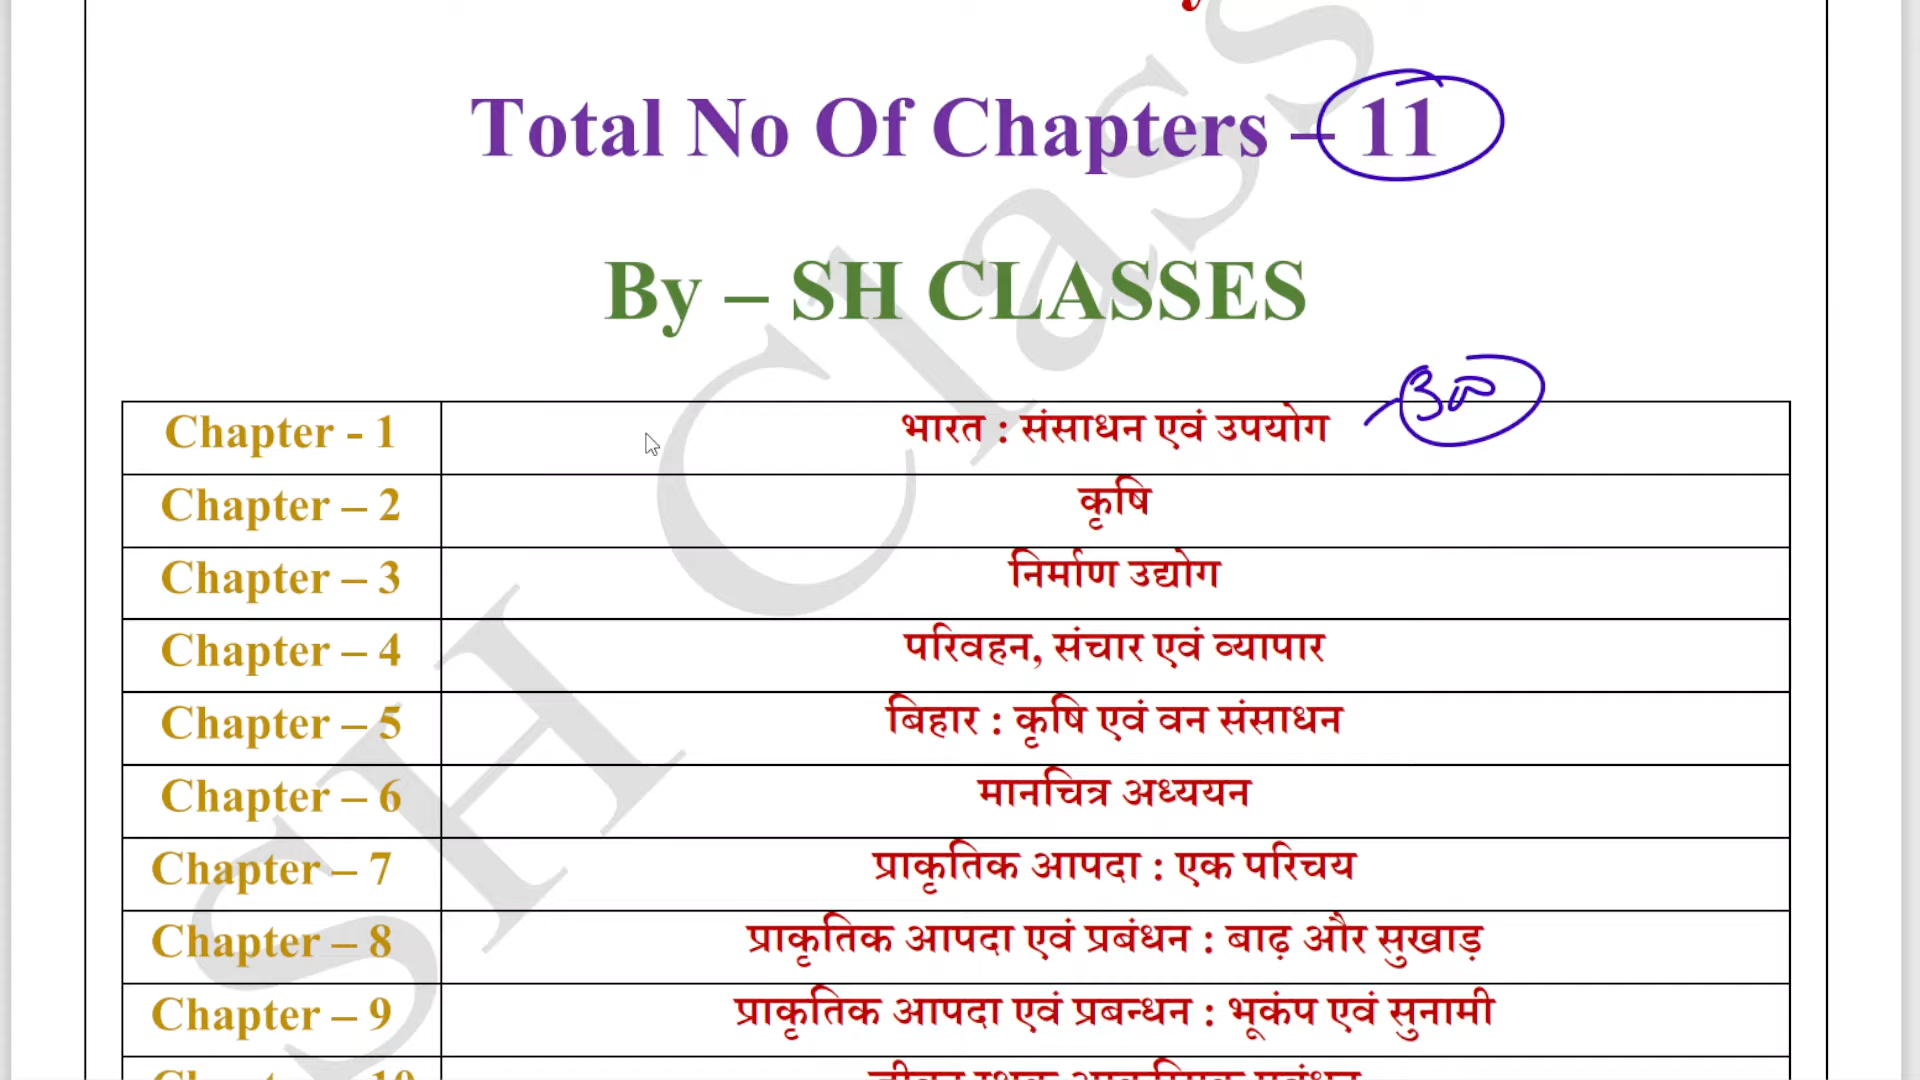 Total No Of Chapters – 11
By – SH CLASSES
Chapter - 1 भारत : संसाधन एवं उपयोग
Chapter – 2 कृषि
Chapter – 3 निर्माण उद्योग
Chapter – 4 परिवहन, संचार एवं व्यापार
Chapter – 5 बिहार : कृषि एवं वन संसाधन
Chapter – 6 मानचित्र अध्ययन
Chapter – 7 प्राकृतिक आपदा : एक परिचय
Chapter – 8 प्राकृतिक आपदा एवं प्रबंधन : बाढ़ और सुखाड़
Chapter – 9 प्राकृतिक आपदा एवं प्रबन्धन : भूकंप एवं सुनामी
SH Class